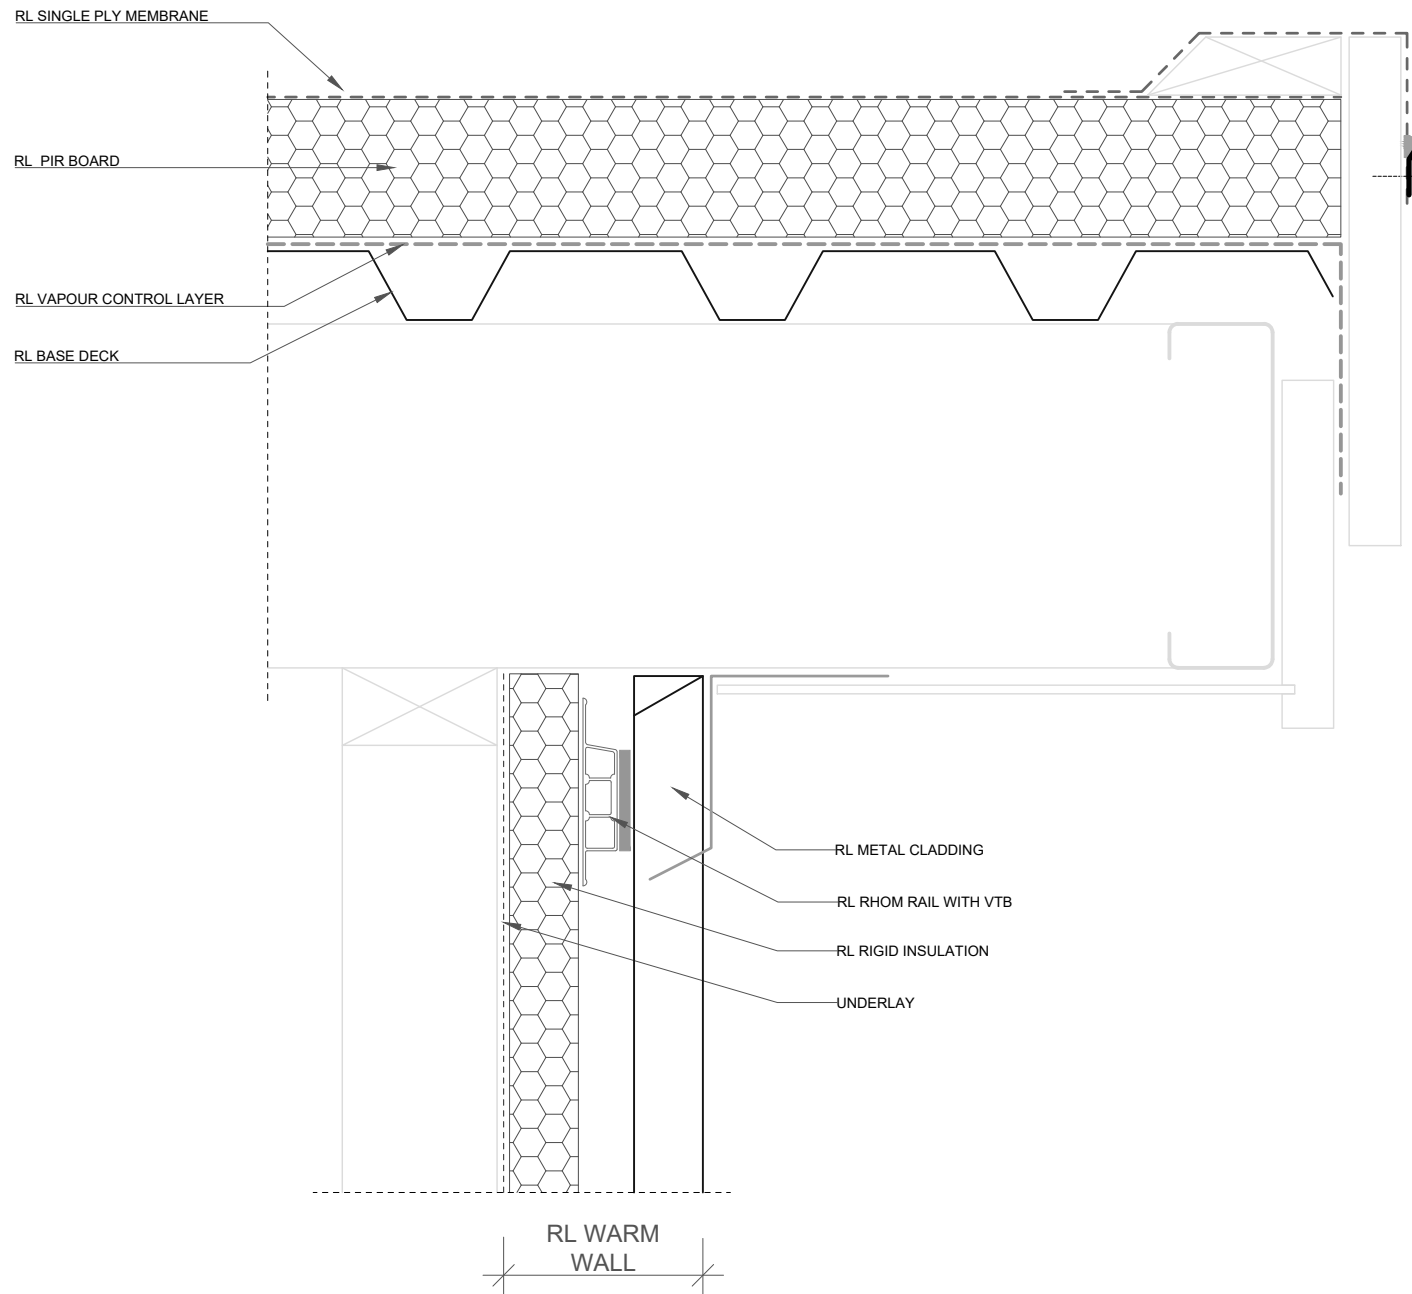 RL SINGLE PLY MEMBRANE
RL PIR BOARD
RL VAPOUR CONTROL LAYER
RL BASE DECK
RL METAL CLADDING
RL RHOM RAIL WITH VTB
RL RIGID INSULATION
UNDERLAY
RL WARM
WALL